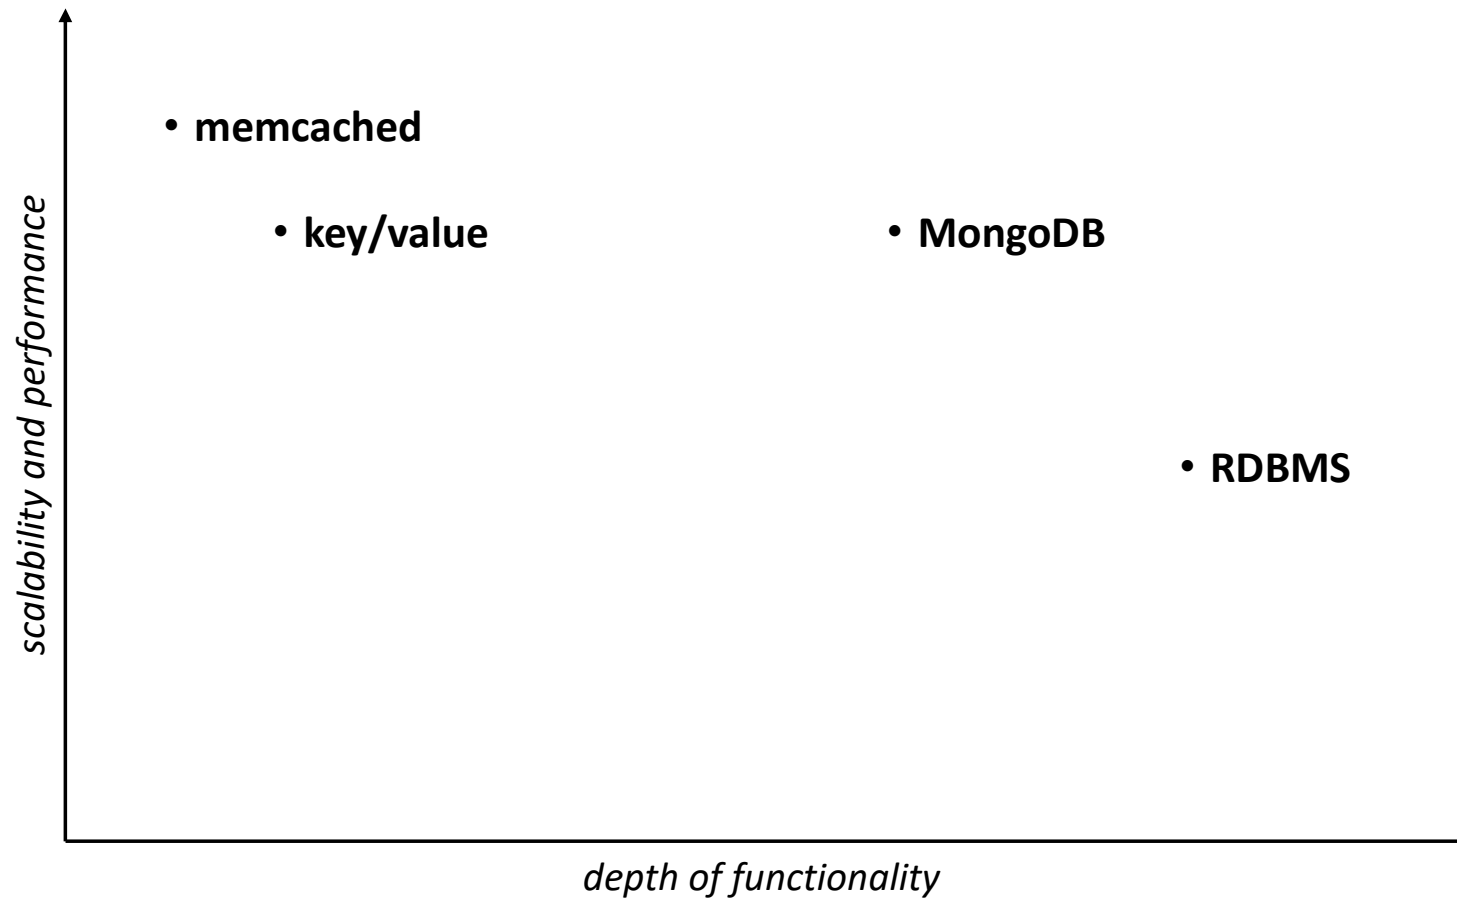 • memcached
• key/value
• MongoDB
• RDBMS
scalability and performance
depth of functionality